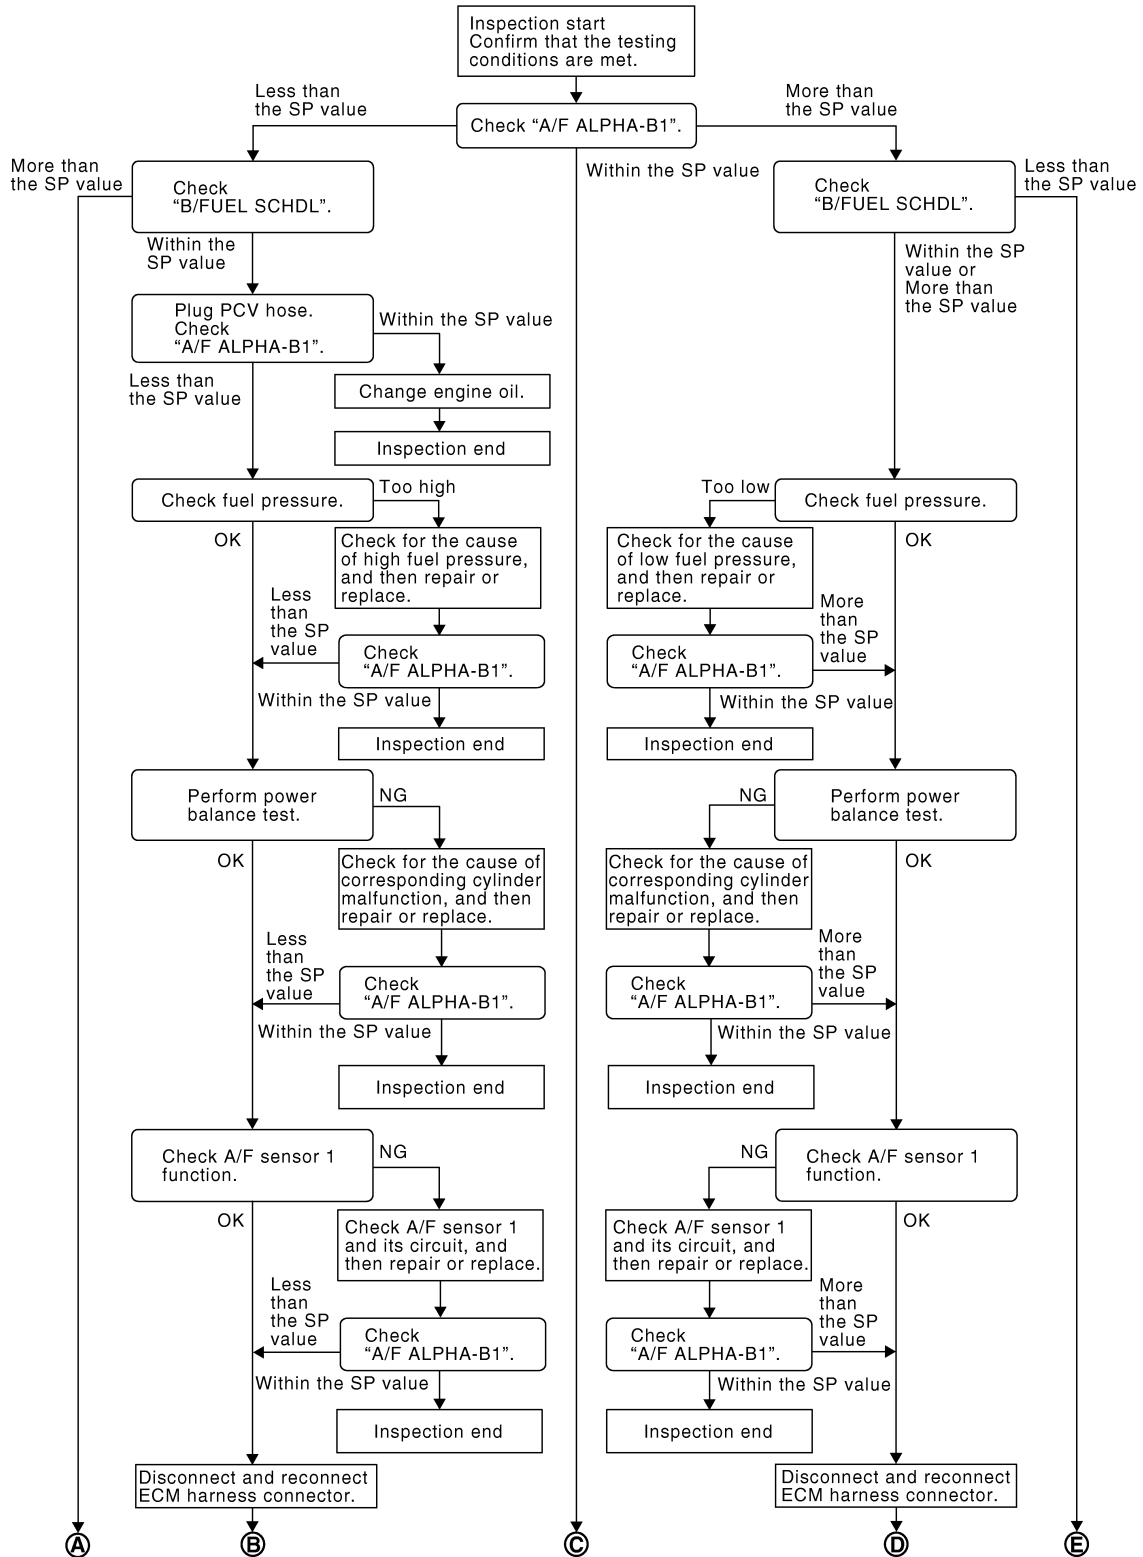 Inspection start
Confirm that the testing
conditions are met.
Less than
the SP value
More than
the SP value
Check “A/F ALPHA-B1”.
More than
the SP value
Within the SP value
Less than
the SP value
Check
“B/FUEL SCHDL”.
Check
“B/FUEL SCHDL”.
Within the
SP value
Within the SP
value or
More than
the SP value
Plug PCV hose.
Check
“A/F ALPHA-B1”.
Within the SP value
Less than
the SP value
Change engine oil.
Inspection end
Check fuel pressure.
Too high
Too low
Check fuel pressure.
OK
Check for the cause
of high fuel pressure,
and then repair or
replace.
Check for the cause
of low fuel pressure,
and then repair or
replace.
OK
Less
than
the SP
value
More
than
the SP
value
Check
“A/F ALPHA-B1”.
Check
“A/F ALPHA-B1”.
Within the SP value
Within the SP value
Inspection end
Inspection end
Perform power
balance test.
NG
NG
Perform power
balance test.
OK
Check for the cause of
corresponding cylinder
malfunction, and then
repair or replace.
Check for the cause of
corresponding cylinder
malfunction, and then
repair or replace.
OK
Less
than
the SP
value
More
than
the SP
value
Check
“A/F ALPHA-B1”.
Check
“A/F ALPHA-B1”.
Within the SP value
Within the SP value
Inspection end
Inspection end
Check A/F sensor 1
function.
NG
NG
Check A/F sensor 1
function.
OK
Check A/F sensor 1
and its circuit, and
then repair or replace.
Check A/F sensor 1
and its circuit, and
then repair or replace.
OK
Less
than
the SP
value
More
than
the SP
value
Check
“A/F ALPHA-B1”.
Check
“A/F ALPHA-B1”.
Within the SP value
Within the SP value
Inspection end
Inspection end
Disconnect and reconnect
ECM harness connector.
Disconnect and reconnect
ECM harness connector.
A
B
C
D
E